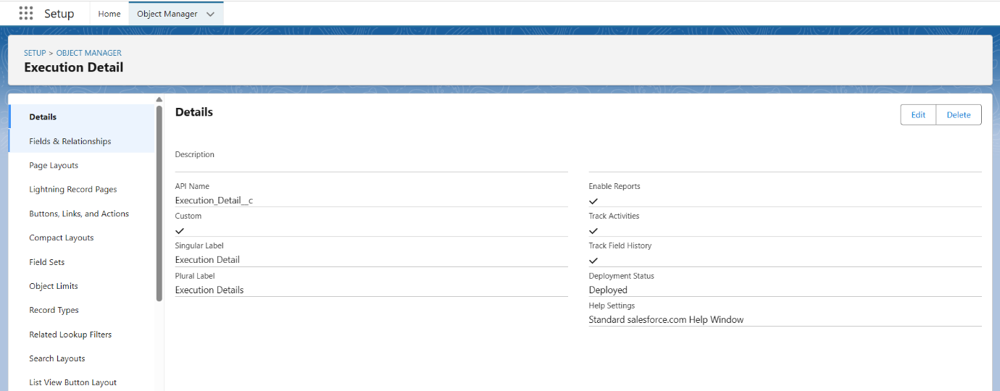 Setup
Home
Object Manager
SETUP > OBJECT MANAGER
Execution Detail
Details
Fields & Relationships
Page Layouts
Lightning Record Pages
Buttons, Links, and Actions
Compact Layouts
Field Sets
Object Limits
Record Types
Related Lookup Filters
Search Layouts
List View Button Layout
Details
Edit
Delete
Description
API Name
Execution_Detail__c
Custom
Singular Label
Execution Detail
Plural Label
Execution Details
Enable Reports
Track Activities
Track Field History
Deployment Status
Deployed
Help Settings
Standard salesforce.com Help Window